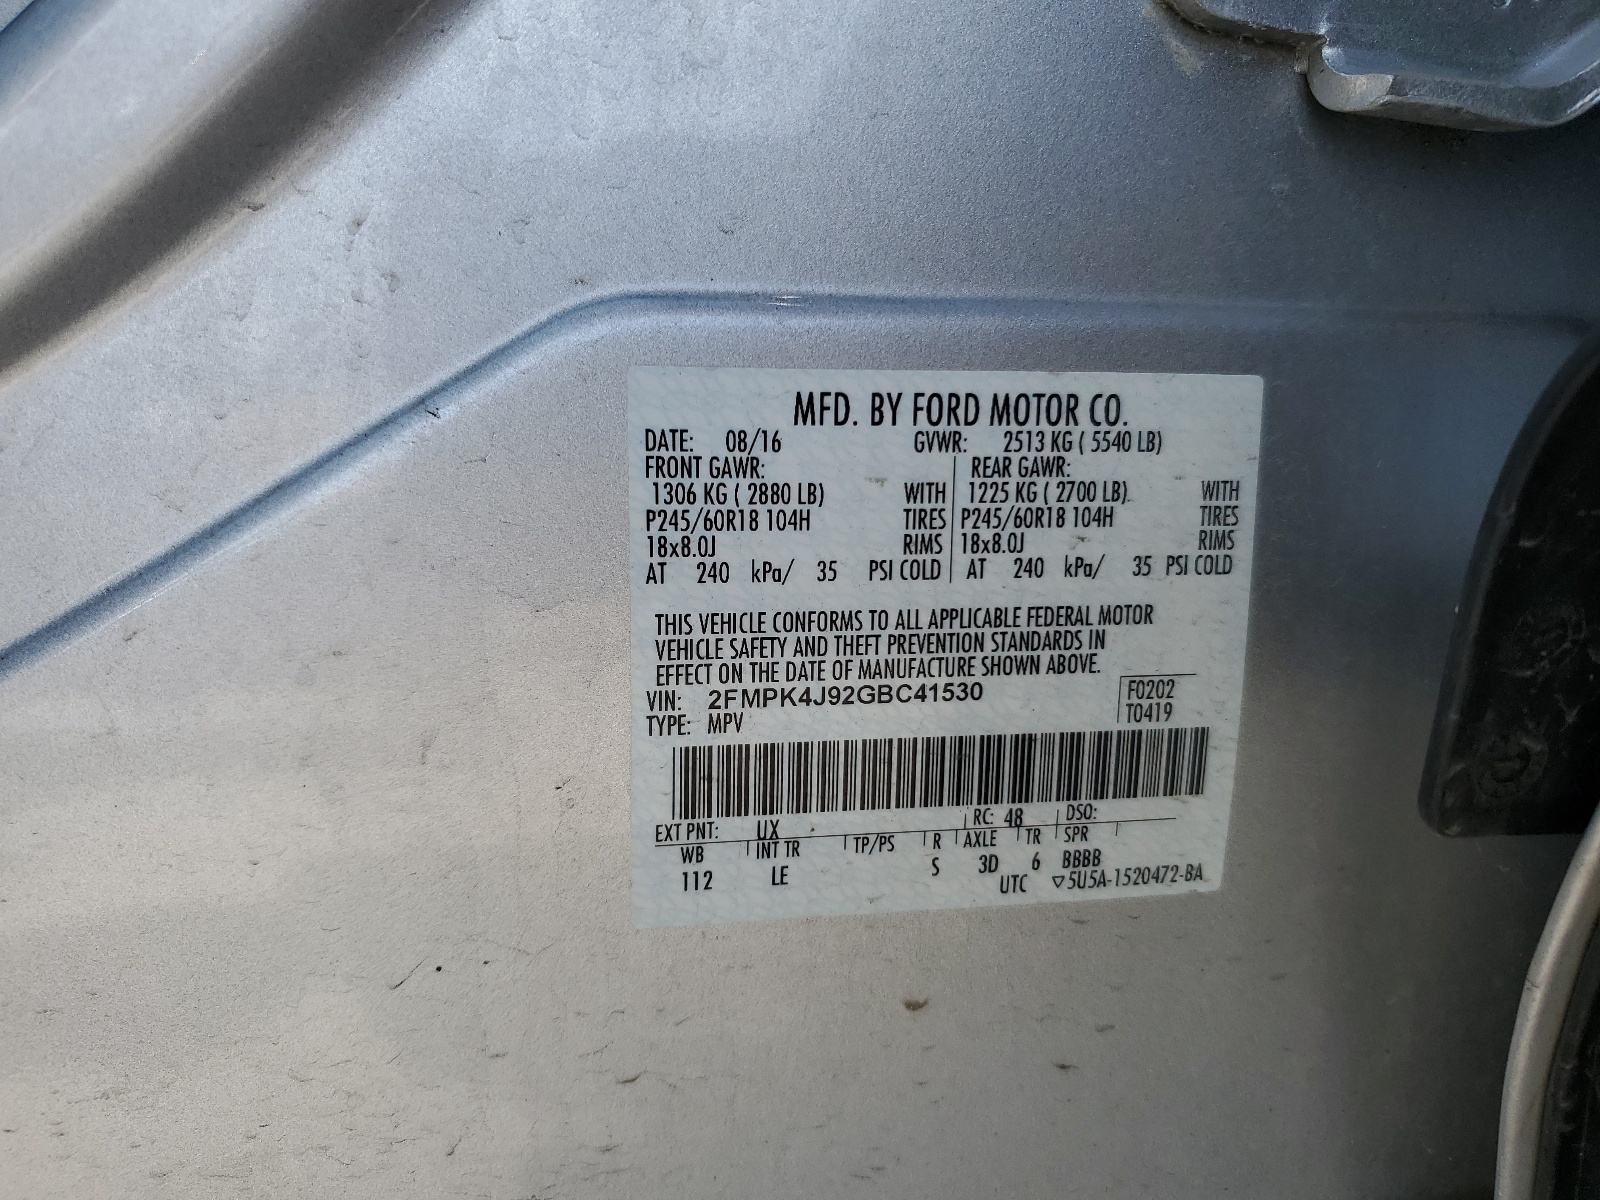 MFD. BY FORD MOTOR CO.
DATE: 08/16 GVWR: 2513 KG ( 5540 LB)
FRONT GAWR: REAR GAWR:
1306 KG ( 2880 LB) WITH 1225 KG ( 2700 LB) WITH
P245/60R18 104H TIRES P245/60R18 104H TIRES
18x8.0J RIMS 18x8.0J RIMS
AT 240 kPa/ 35 PSI COLD AT 240 kPa/ 35 PSI COLD
THIS VEHICLE CONFORMS TO ALL APPLICABLE FEDERAL MOTOR
VEHICLE SAFETY AND THEFT PREVENTION STANDARDS IN
EFFECT ON THE DATE OF MANUFACTURE SHOWN ABOVE.
VIN: 2FMPK4J92GBC41530 F0202
TYPE: MPV T0419
EXT PNT: UX RC: 48 DSO:
WB INT TR TP/PS R AXLE TR SPR
112 LE S 3D 6 BBBB
UTC ▽5U5A-1520472-BA